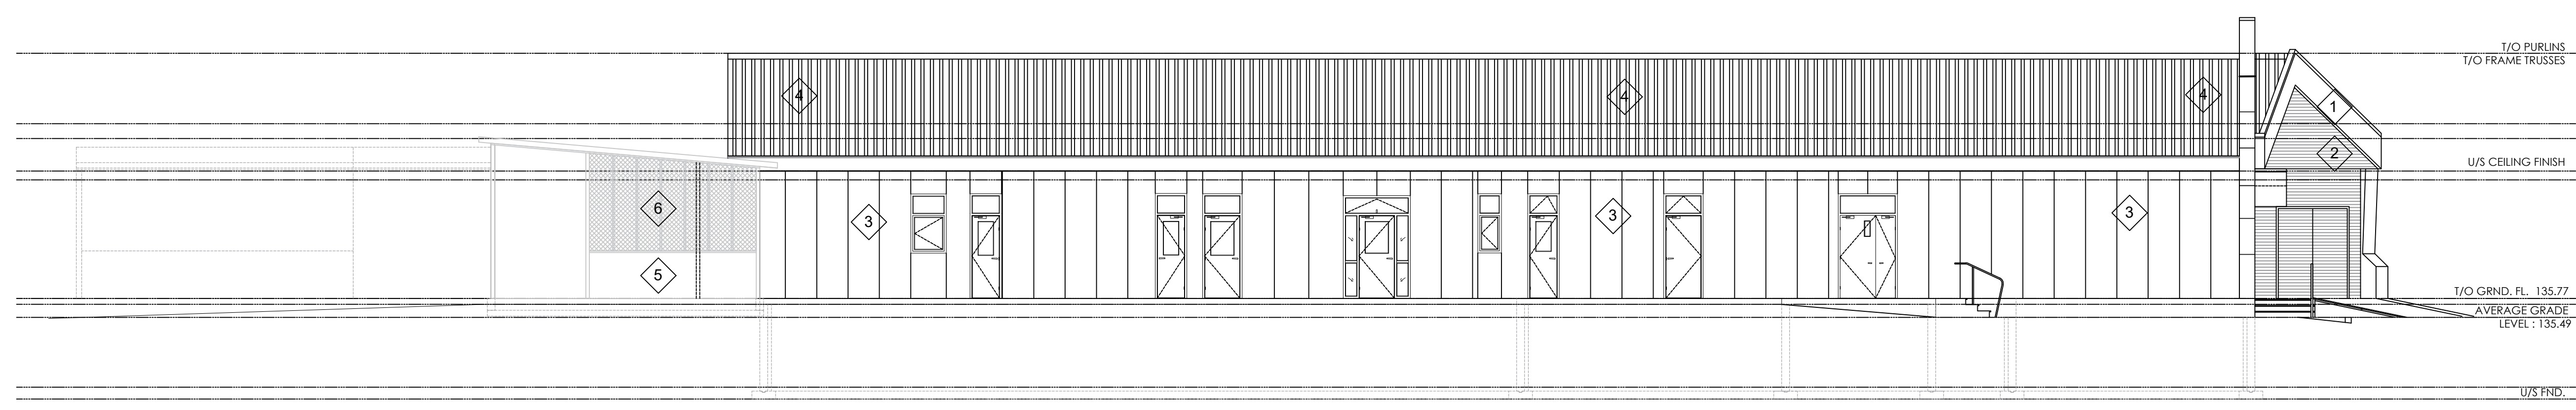 T/O PURLINS
T/O FRAME TRUSSES
4
4
4
1
2
U/S CEILING FINISH
6
3
3
3
5
T/O GRND. FL. 135.77
AVERAGE GRADE
LEVEL : 135.49
U/S FND.